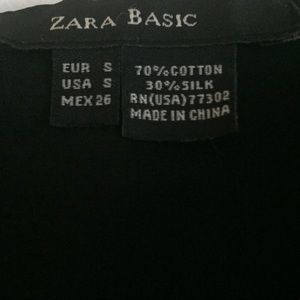 ZARA BASIC
EUR S
USA S
MEX 26
70% COTTON
30% SILK
RN(USA)77302
MADE IN CHINA